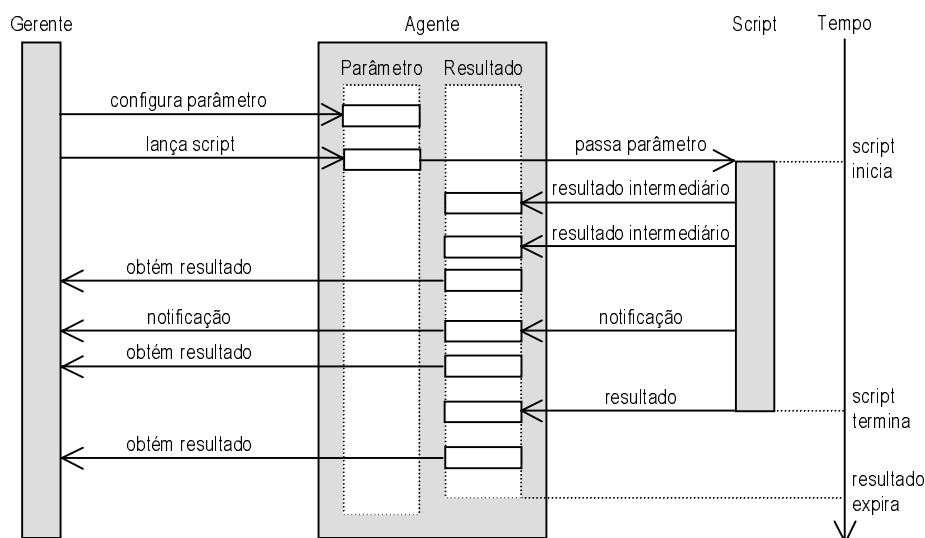 Gerente
Agente
Script
Tempo
Parâmetro
Resultado
configura parâmetro
lança script
passa parâmetro
script
inicia
resultado intermediário
resultado intermediário
obtém resultado
notificação
notificação
obtém resultado
resultado
script
termina
obtém resultado
resultado
expira